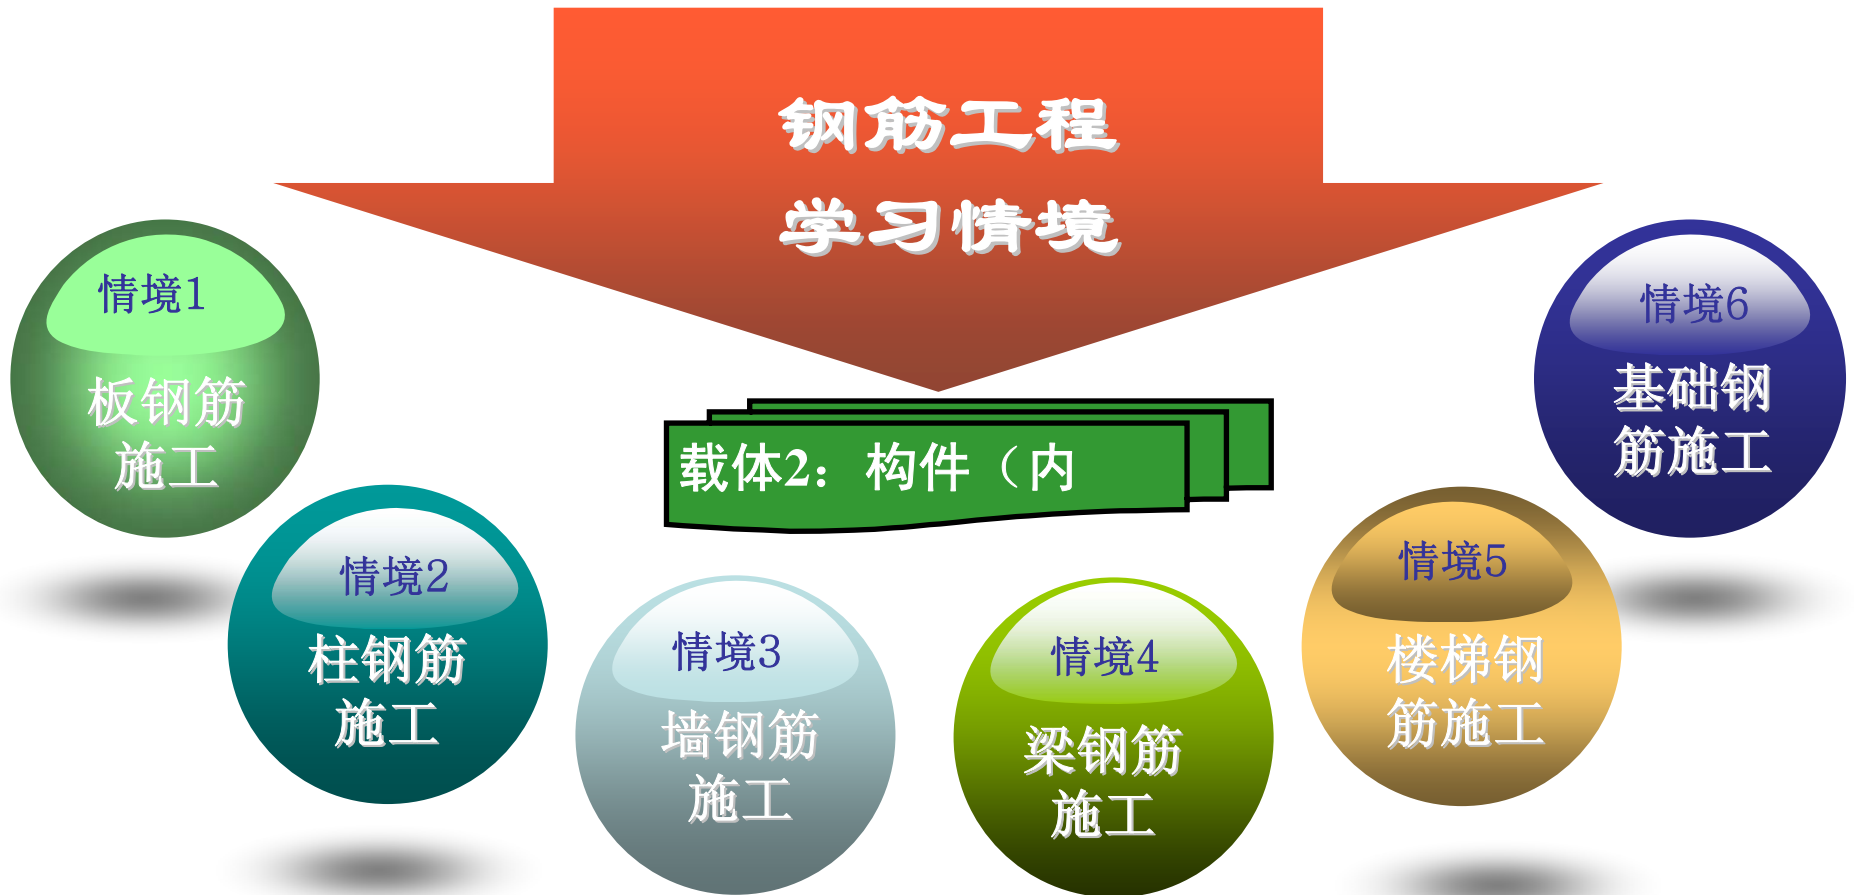 钢筋工程
学习情境
情境1
板钢筋
施工
情境2
柱钢筋
施工
载体2：构件（内
情境3
墙钢筋
施工
情境4
梁钢筋
施工
情境5
楼梯钢
筋施工
情境6
基础钢
筋施工